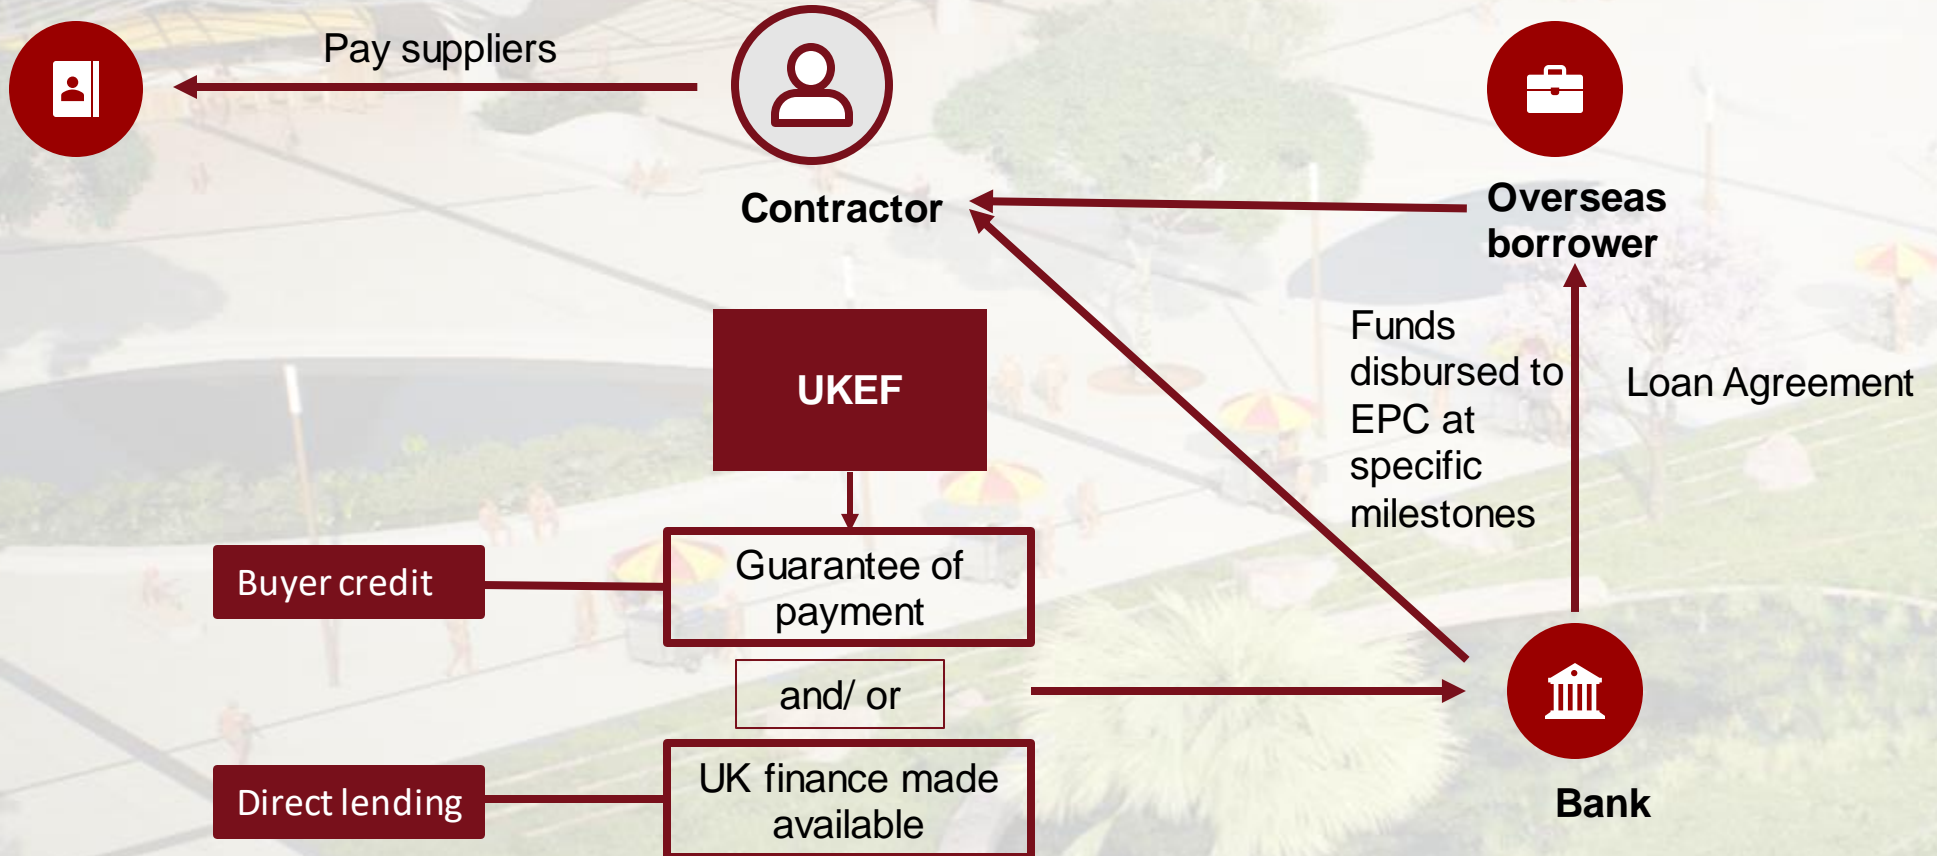 Pay suppliers
Contractor
Overseas
borrower
UKEF
Funds
disbursed to
EPC at
specific
milestones
Loan Agreement
Buyer credit
Guarantee of
payment
and/ or
Direct lending
UK finance made
available
Bank